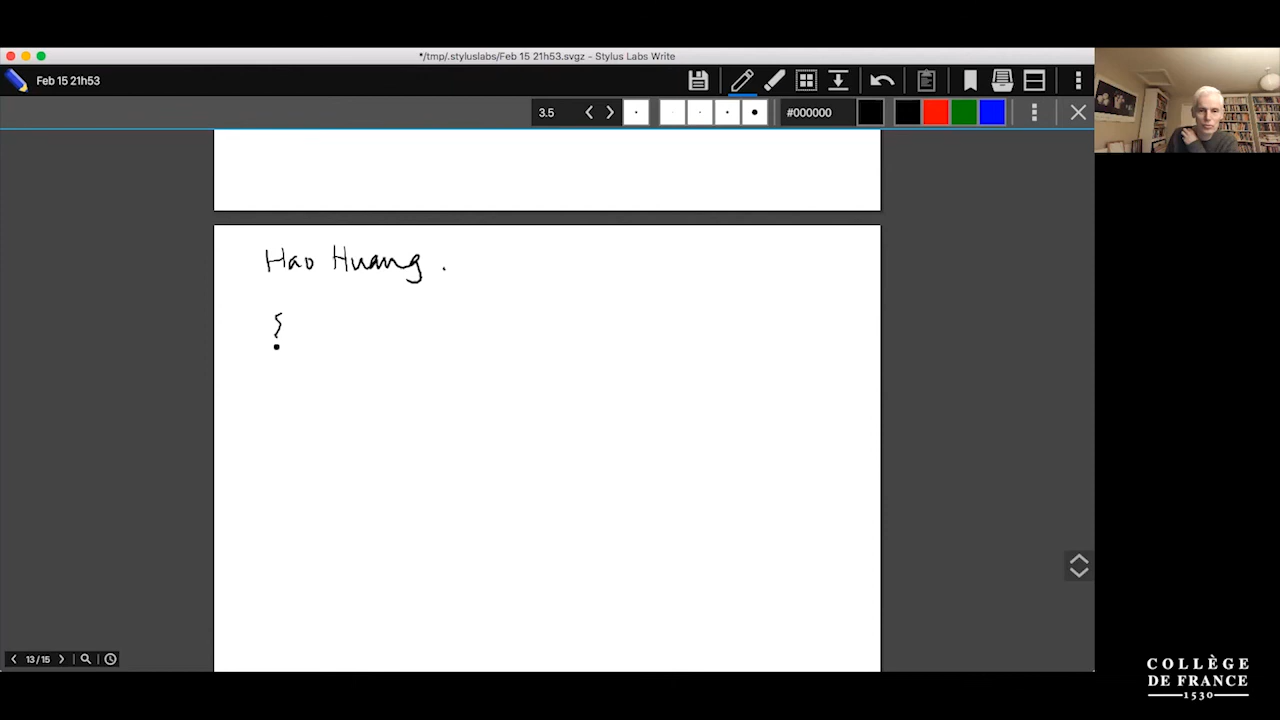 */tmp/.styluslabs/Feb 15 21h53.svgz - Stylus Labs Write
Feb 15 21h53
3.5
#000000
Hao Huang .
{
13/15
COLLÈGE
DE FRANCE
1530